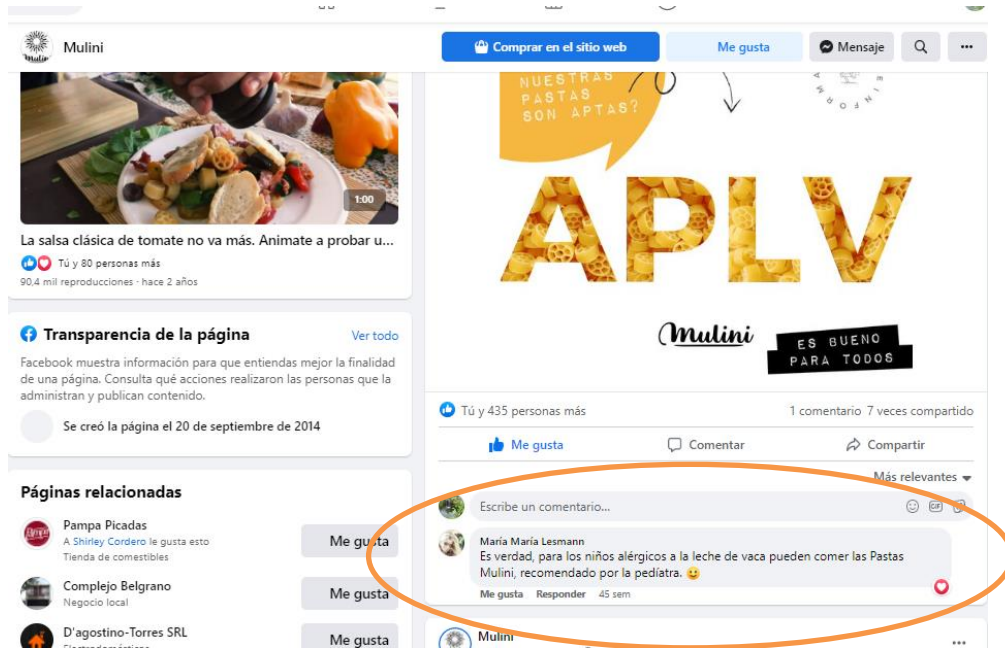 Mulini
Comprar en el sitio web
Me gusta
Mensaje
1:00
La salsa clásica de tomate no va más. Animate a probar u...
Tú y 80 personas más
90,4 mil reproducciones · hace 2 años
Transparencia de la página
Ver todo
Facebook muestra información para que entiendas mejor la finalidad
de una página. Consulta qué acciones realizaron las personas que la
administran y publican contenido.
Se creó la página el 20 de septiembre de 2014
Páginas relacionadas
Pampa Picadas
A Shirley Cordero le gusta esto
Tienda de comestibles
Me gusta
Complejo Belgrano
Negocio local
Me gusta
D'agostino-Torres SRL
Electrodomésticos
Me gusta
NUESTRAS
PASTAS
SON APTAS?
APLV
Mulini
ES BUENO
PARA TODOS
Tú y 435 personas más
1 comentario 7 veces compartido
Me gusta
Comentar
Compartir
Más relevantes
Escribe un comentario...
GIF
María María Lesmann
Es verdad, para los niños alérgicos a la leche de vaca pueden comer las Pastas
Mulini, recomendado por la pedíatra. 😃
Me gusta Responder 45 sem
Mulini